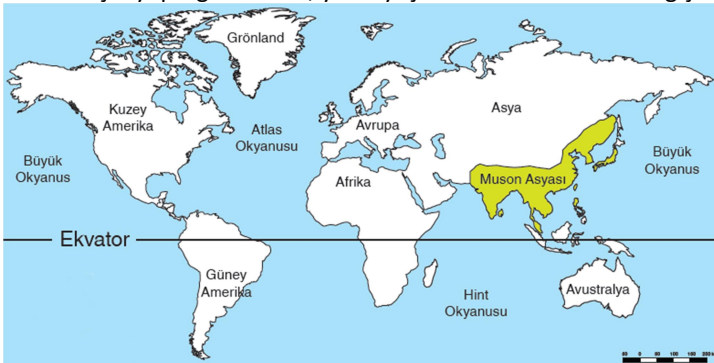 Grönland
Kuzey
Amerika
Asya
Atlas
Okyanusu
Avrupa
Büyük
Okyanus
Büyük
Okyanus
Afrika
Muson Asyası
Ekvator
Güney
Amerika
Hint
Okyanusu
Avustralya